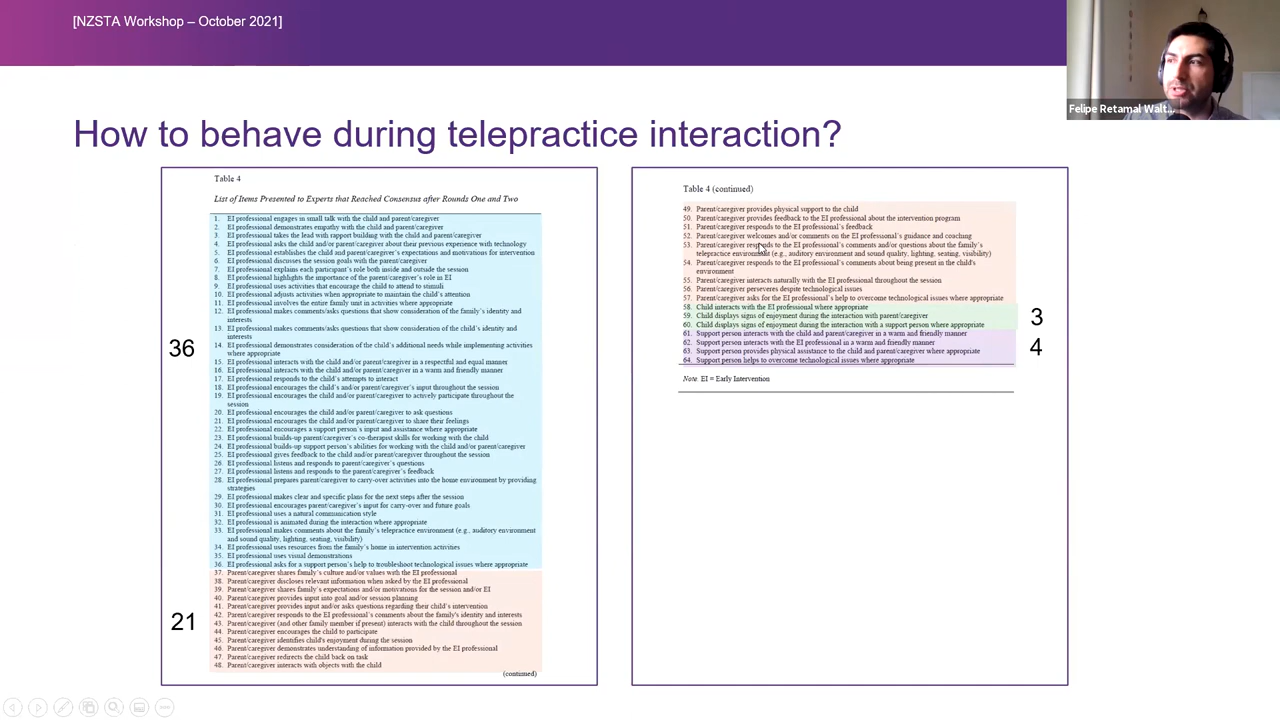 [NZSTA Workshop – October 2021]
Felipe Retamal Walt...
How to behave during telepractice interaction?
Table 4
List of Items Presented to Experts that Reached Consensus after Rounds One and Two
1. EI professional engages in small talk with the child and parent/caregiver
2. EI professional demonstrates empathy with the child and parent/caregiver
3. EI professional takes the lead with rapport building with the child and parent/caregiver
4. EI professional asks the child and/or parent/caregiver about their previous experience with technology
5. EI professional establishes the child and parent/caregiver's expectations and motivations for intervention
6. EI professional discusses the session goals with the parent/caregiver
7. EI professional explains each participant's role both inside and outside the session
8. EI professional highlights the importance of the parent/caregiver's role in EI
9. EI professional uses activities that encourage the child to attend to stimuli
10. EI professional adjusts activities when appropriate to maintain the child's attention
11. EI professional involves the entire family unit in activities where appropriate
12. EI professional makes comments/asks questions that show consideration of the family's identity and
interests
13. EI professional makes comments/asks questions that show consideration of the child's identity and
interests
14. EI professional demonstrates consideration of the child's additional needs while implementing activities
where appropriate
15. EI professional interacts with the child and/or parent/caregiver in a respectful and equal manner
16. EI professional interacts with the child and/or parent/caregiver in a warm and friendly manner
17. EI professional responds to the child's attempts to interact
18. EI professional encourages the child's and/or parent/caregiver's input throughout the session
19. EI professional encourages the child and/or parent/caregiver to actively participate throughout the
session
20. EI professional encourages the child and/or parent/caregiver to ask questions
21. EI professional encourages the child and/or parent/caregiver to share their feelings
22. EI professional encourages a support person's input and assistance where appropriate
23. EI professional builds-up parent/caregiver's co-therapist skills for working with the child
24. EI professional builds-up support person's abilities for working with the child and/or parent/caregiver
25. EI professional gives feedback to the child and/or parent/caregiver throughout the session
26. EI professional listens and responds to parent/caregiver's questions
27. EI professional listens and responds to the parent/caregiver's feedback
28. EI professional prepares parent/caregiver to carry-over activities into the home environment by providing
strategies
29. EI professional makes clear and specific plans for the next steps after the session
30. EI professional encourages parent/caregiver's input for carry-over and future goals
31. EI professional uses a natural communication style
32. EI professional is animated during the interaction where appropriate
33. EI professional makes comments about the family's telepractice environment (e.g., auditory environment
and sound quality, lighting, seating, visibility)
34. EI professional uses resources from the family's home in intervention activities
35. EI professional uses visual demonstrations
36. EI professional asks for a support person's help to troubleshoot technological issues where appropriate
37. Parent/caregiver shares family's culture and/or values with the EI professional
38. Parent/caregiver discloses relevant information when asked by the EI professional
39. Parent/caregiver shares family's expectations and/or motivations for the session and/or EI
40. Parent/caregiver provides input into goal and/or session planning
41. Parent/caregiver provides input and/or asks questions regarding their child's intervention
42. Parent/caregiver responds to the EI professional's comments about the family's identity and interests
43. Parent/caregiver (and other family member if present) interacts with the child throughout the session
44. Parent/caregiver encourages the child to participate
45. Parent/caregiver identifies child's enjoyment during the session
46. Parent/caregiver demonstrates understanding of information provided by the EI professional
47. Parent/caregiver redirects the child back on task
48. Parent/caregiver interacts with objects with the child
(continued)
36
21
Table 4 (continued)
49. Parent/caregiver provides physical support to the child
50. Parent/caregiver provides feedback to the EI professional about the intervention program
51. Parent/caregiver responds to the EI professional's feedback
52. Parent/caregiver welcomes and/or comments on the EI professional's guidance and coaching
53. Parent/caregiver responds to the EI professional's comments and/or questions about the family's
telepractice environment (e.g., auditory environment and sound quality, lighting, seating, visibility)
54. Parent/caregiver responds to the EI professional's comments about being present in the child's
environment
55. Parent/caregiver interacts naturally with the EI professional throughout the session
56. Parent/caregiver perseveres despite technological issues
57. Parent/caregiver asks for the EI professional's help to overcome technological issues where appropriate
58. Child interacts with the EI professional where appropriate
59. Child displays signs of enjoyment during the interaction with parent/caregiver
60. Child displays signs of enjoyment during the interaction with a support person where appropriate
61. Support person interacts with the child and parent/caregiver in a warm and friendly manner
62. Support person interacts with the EI professional in a warm and friendly manner
63. Support person provides physical assistance to the child and parent/caregiver where appropriate
64. Support person helps to overcome technological issues where appropriate
Note. EI = Early Intervention
3
4